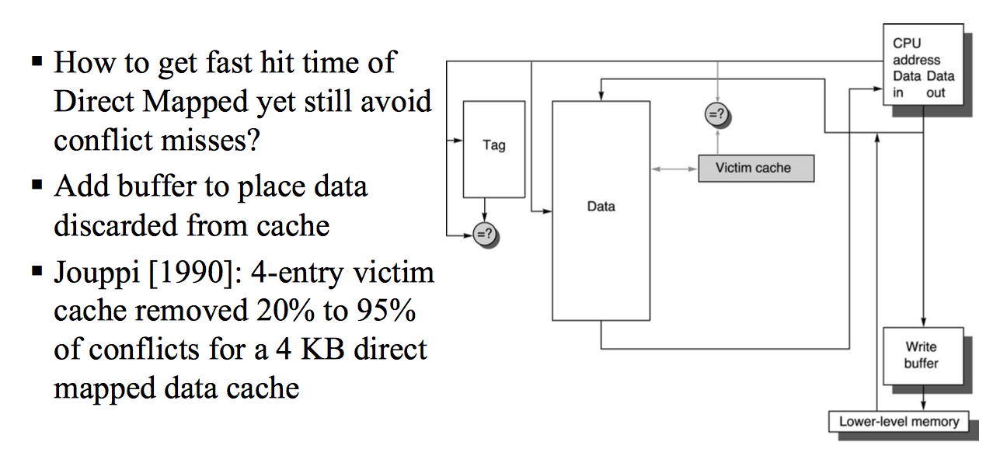 ▪ How to get fast hit time of
Direct Mapped yet still avoid
conflict misses?
▪ Add buffer to place data
discarded from cache
▪ Jouppi [1990]: 4-entry victim
cache removed 20% to 95%
of conflicts for a 4 KB direct
mapped data cache
CPU
address
Data Data
in out
=?
Tag
Victim cache
Data
=?
Write
buffer
Lower-level memory